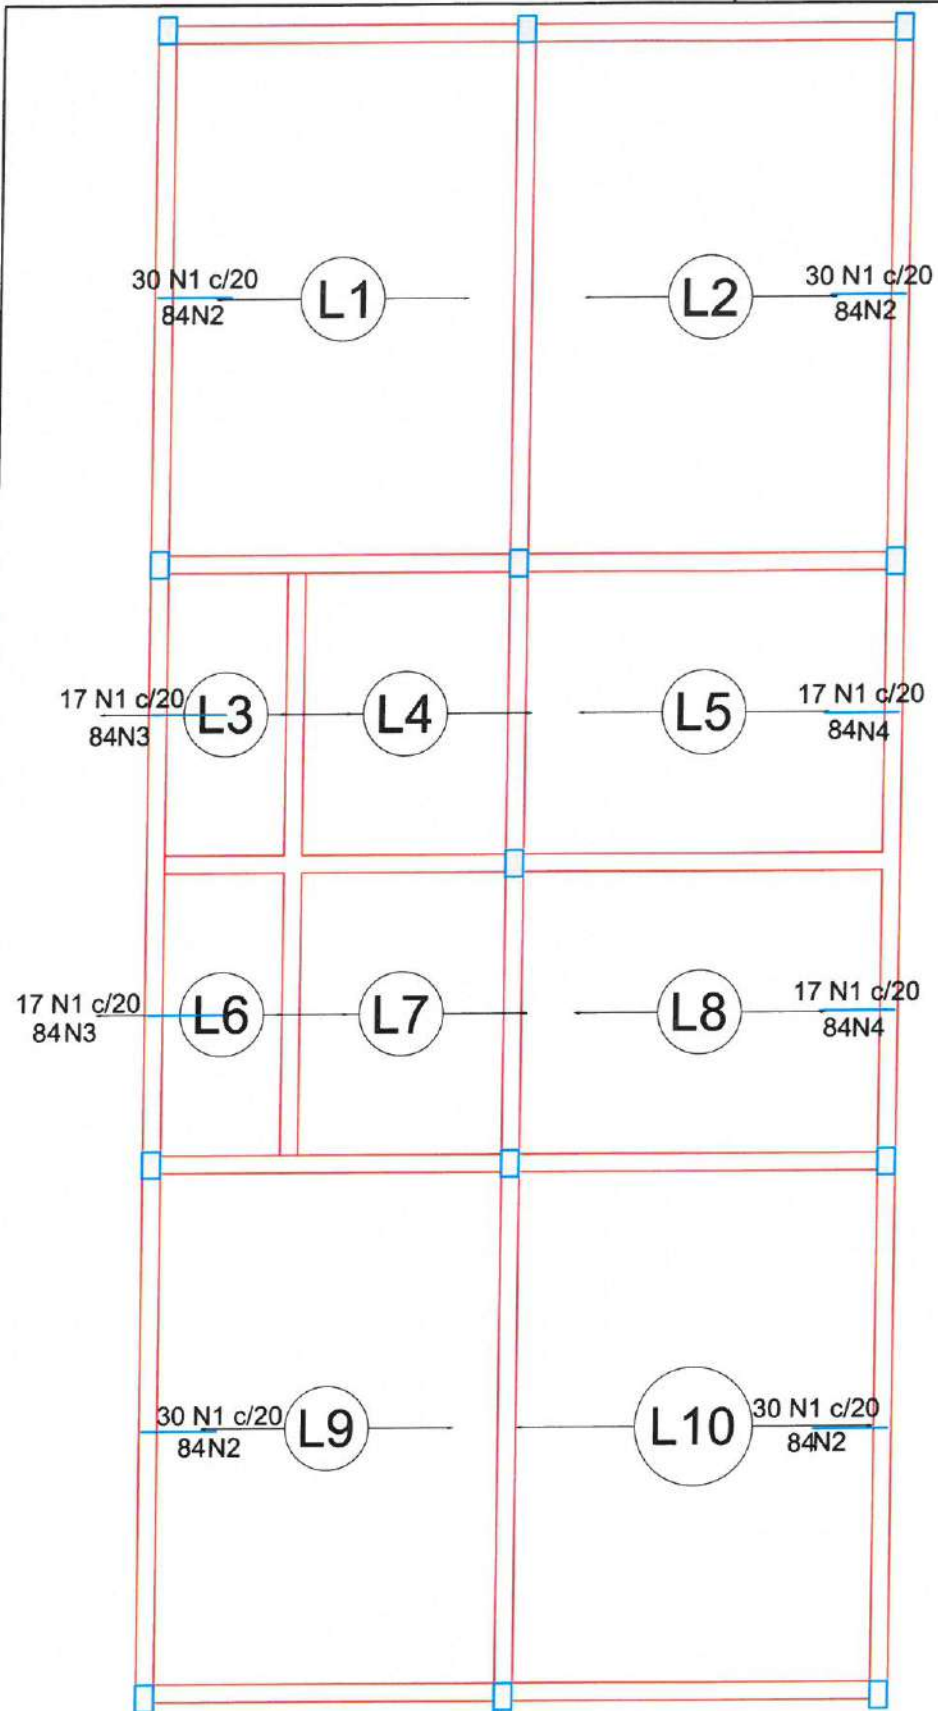 30 N1 c/20
84N2
L1
L2
30 N1 c/20
84N2
17 N1 c/20
84N3
L3
L4
L5
17 N1 c/20
84N4
17 N1 c/20
84N3
L6
L7
L8
17 N1 c/20
84N4
30 N1 c/20
84N2
L9
L10
30 N1 c/20
84N2